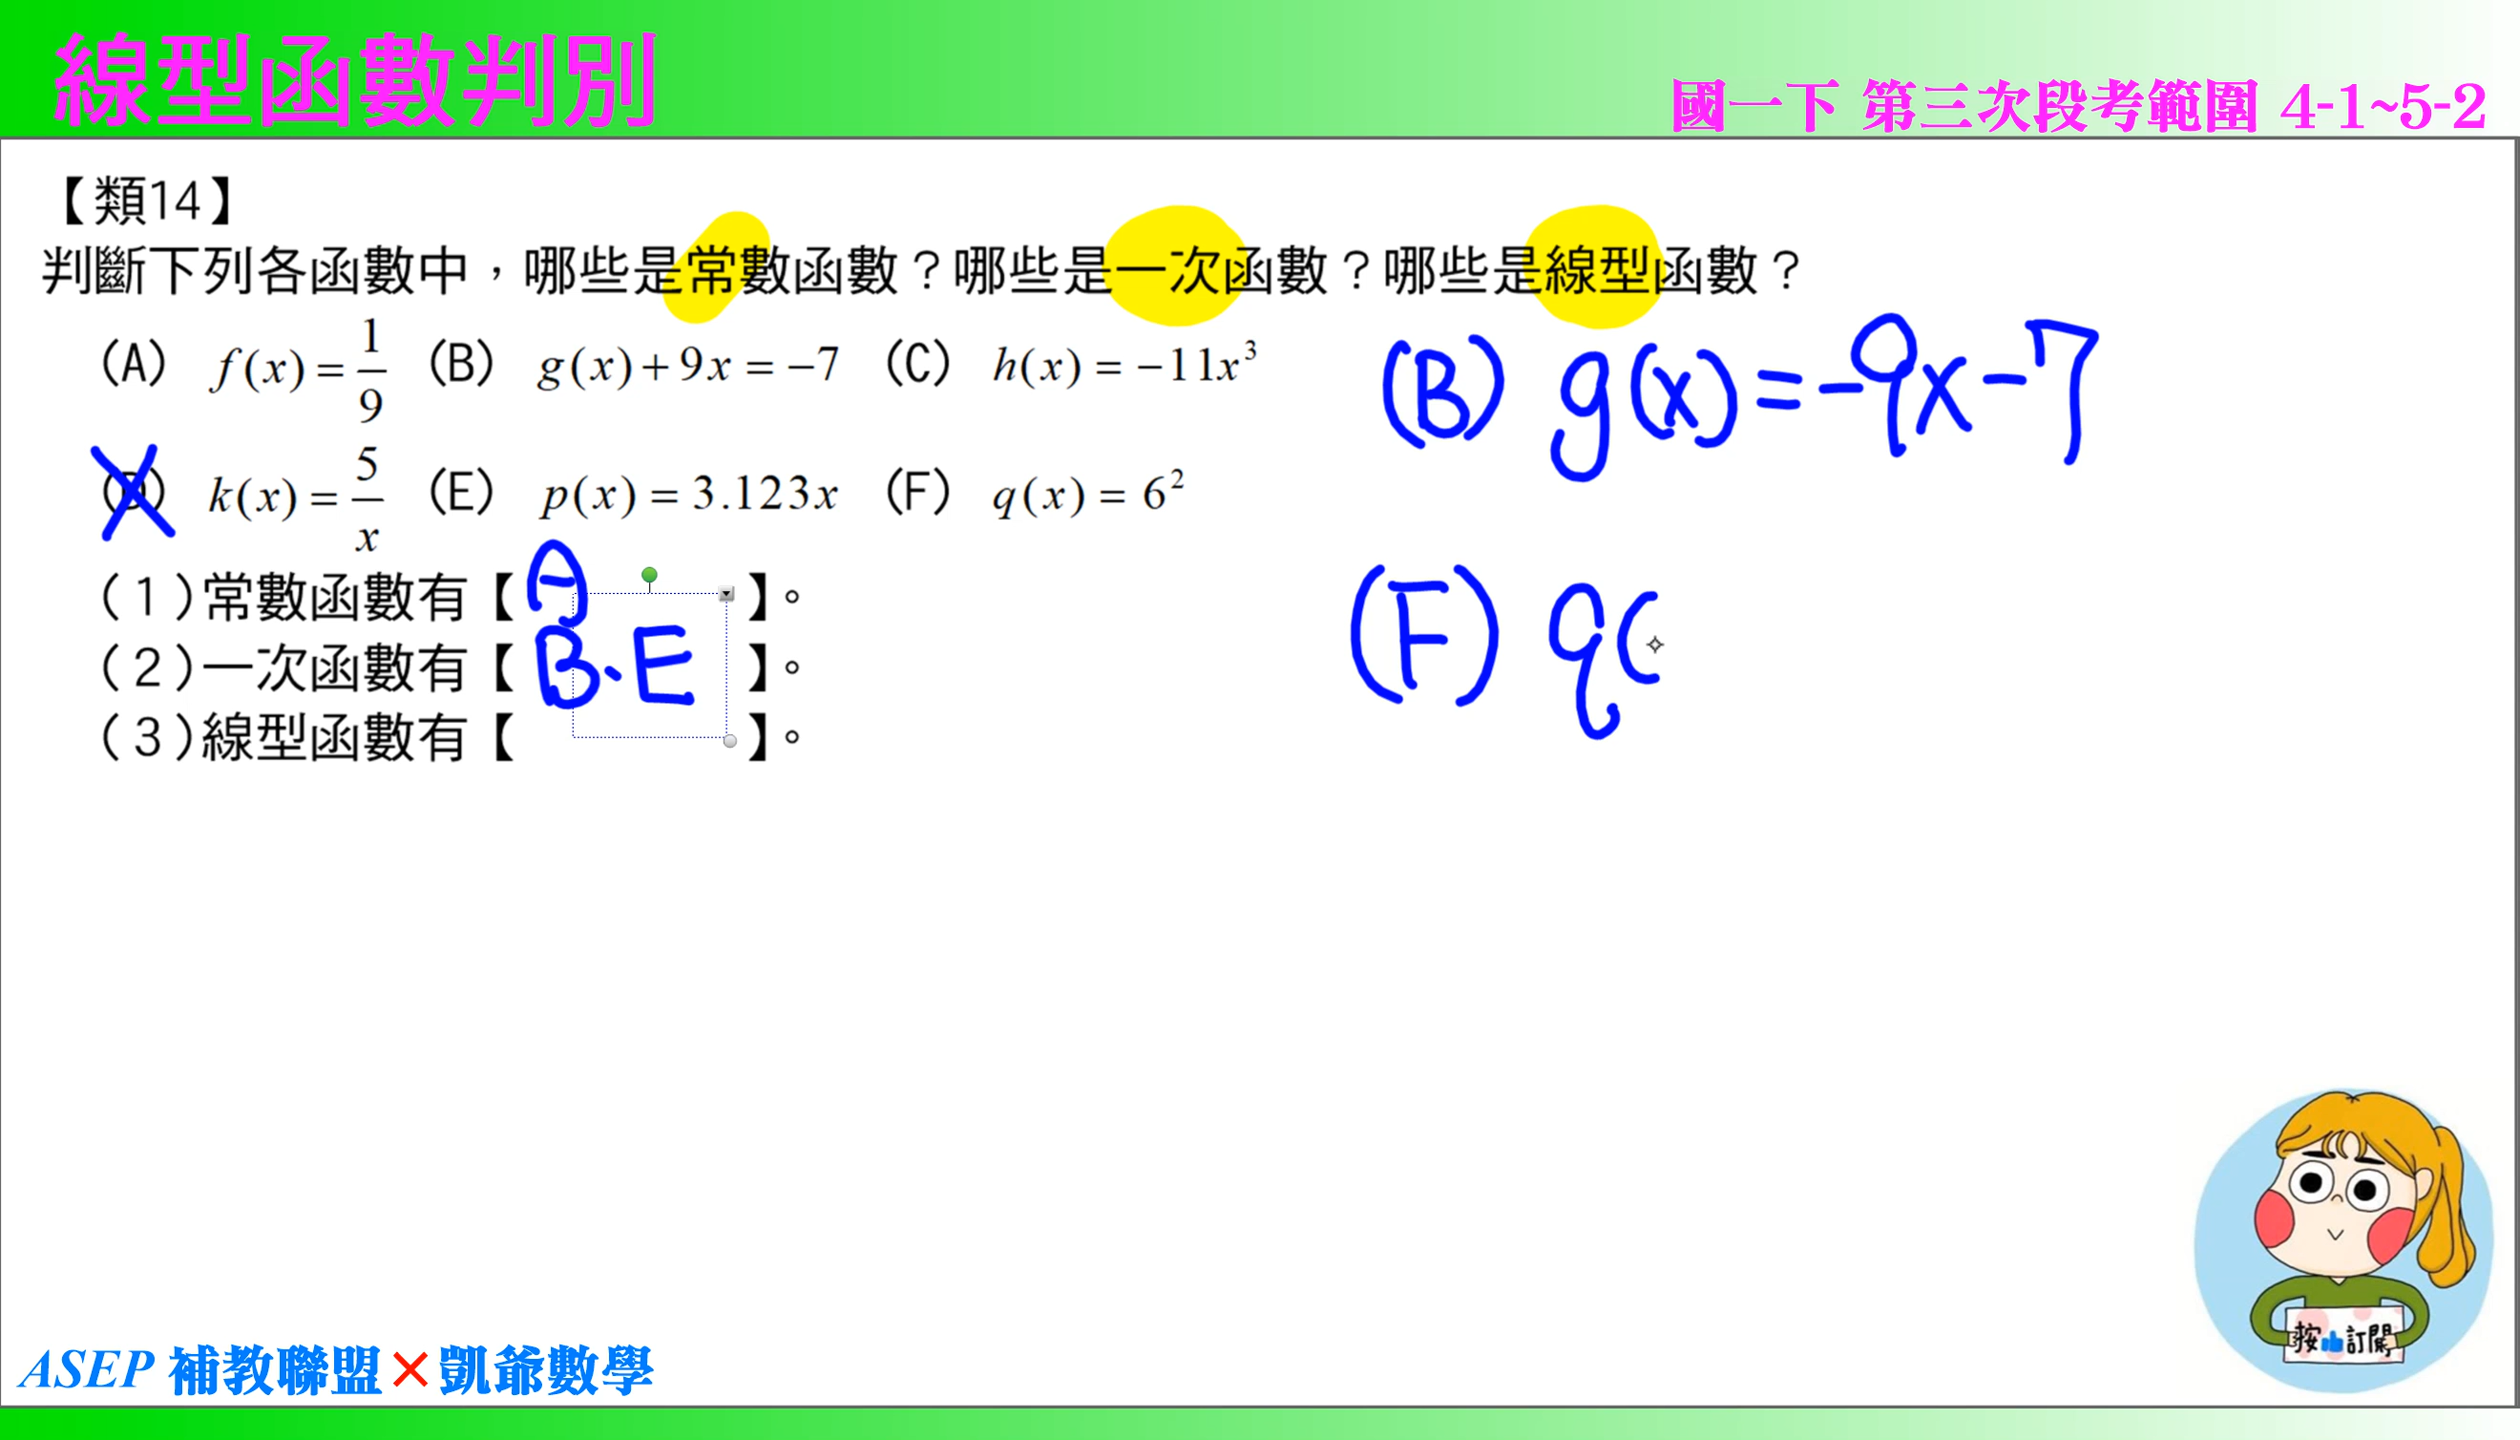 線型函數判別
國一下 第三次段考範圍 4-1~5-2
【類14】
判斷下列各函數中，哪些是常數函數？哪些是一次函數？哪些是線型函數？
(A) f(x)=1/9 (B) g(x)+9x=-7 (C) h(x)=-11x³
(B) g(x)=-9x-7
(D) k(x)=5/x (E) p(x)=3.123x (F) q(x)=6²
(F) q(
(1)常數函數有【A】。
(2)一次函數有【B、E】。
(3)線型函數有【 】。
按訂閱
ASEP 補教聯盟×凱爺數學